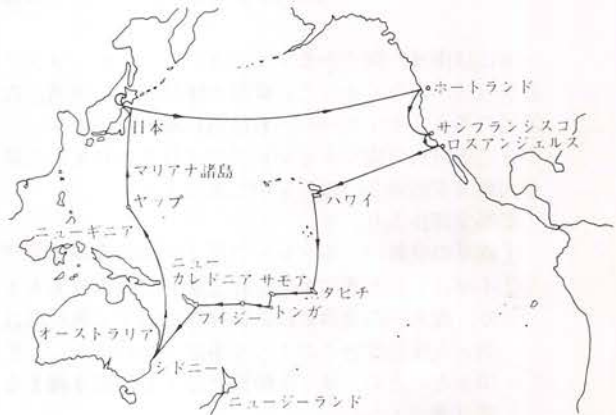 ホートランド
サンフランシスコ
ロスアンジェルス
日本
マリアナ諸島
ハワイ
ヤップ
ニューギニア
ニュー
カレドニア
サモア
タヒチ
トンガ
フィジー
オーストラリア
シドニー
ニュージーランド